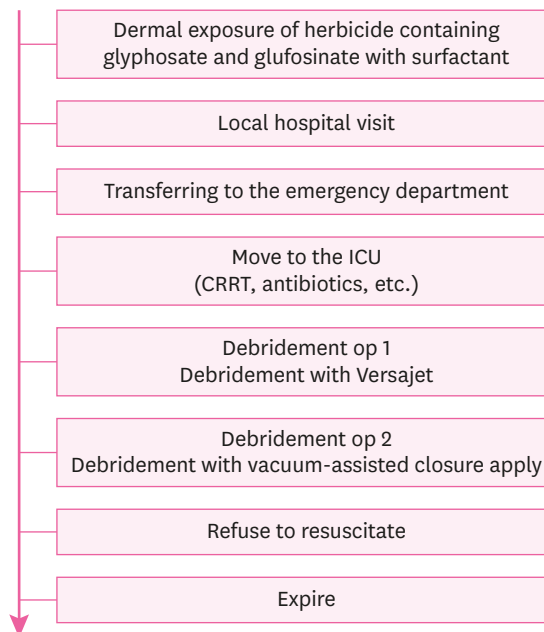 Dermal exposure of herbicide containing
glyphosate and glufosinate with surfactant
Local hospital visit
Transferring to the emergency department
Move to the ICU
(CRRT, antibiotics, etc.)
Debridement op 1
Debridement with Versajet
Debridement op 2
Debridement with vacuum-assisted closure apply
Refuse to resuscitate
Expire